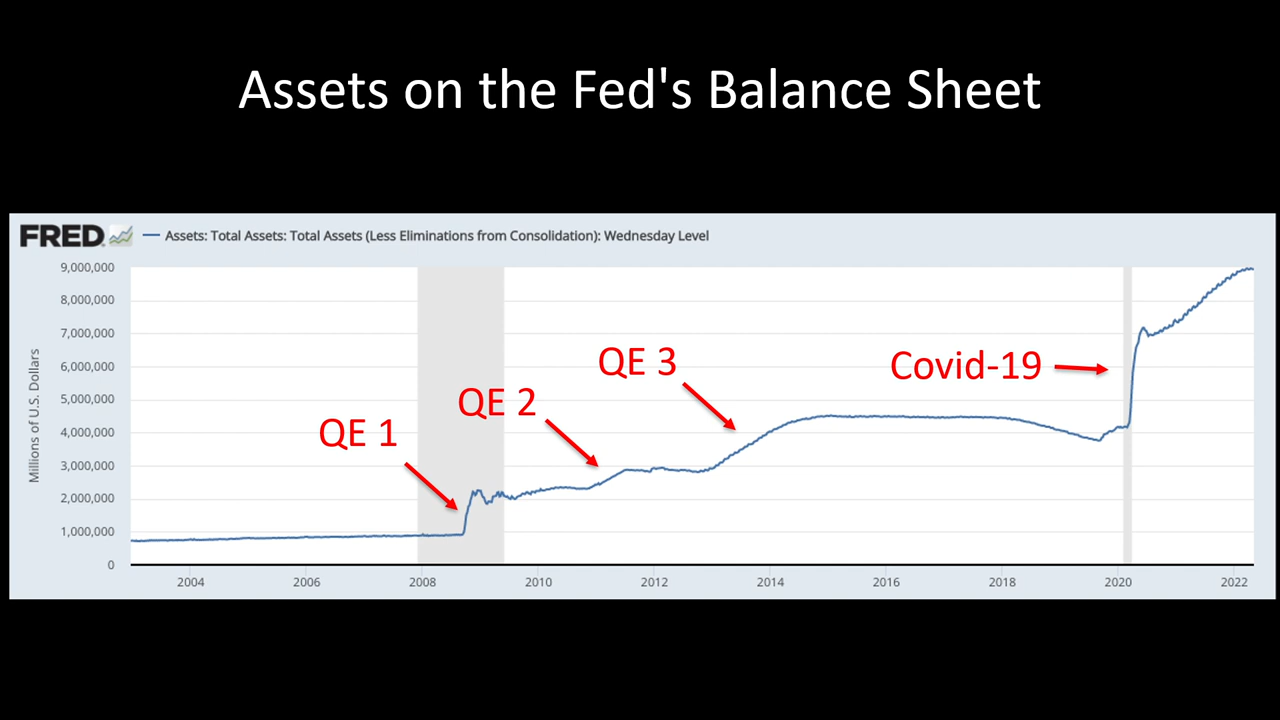 Assets on the Fed's Balance Sheet
FRED
Assets: Total Assets: Total Assets (Less Eliminations from Consolidation): Wednesday Level
Millions of U.S. Dollars
9,000,000
8,000,000
7,000,000
6,000,000
5,000,000
4,000,000
3,000,000
2,000,000
1,000,000
0
QE 1
QE 2
QE 3
Covid-19
2004 2006 2008 2010 2012 2014 2016 2018 2020 2022